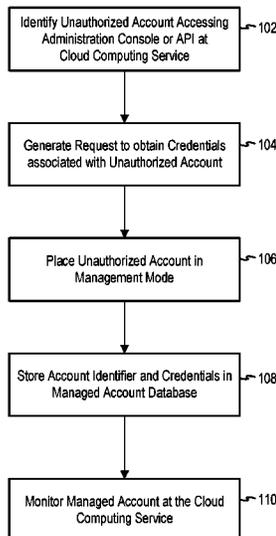 Identify Unauthorized Account Accessing
Administration Console or API at
Cloud Computing Service
102
Generate Request to obtain Credentials
associated with Unauthorized Account
104
Place Unauthorized Account in
Management Mode
106
Store Account Identifier and Credentials in
Managed Account Database
108
Monitor Managed Account at the Cloud
Computing Service
110